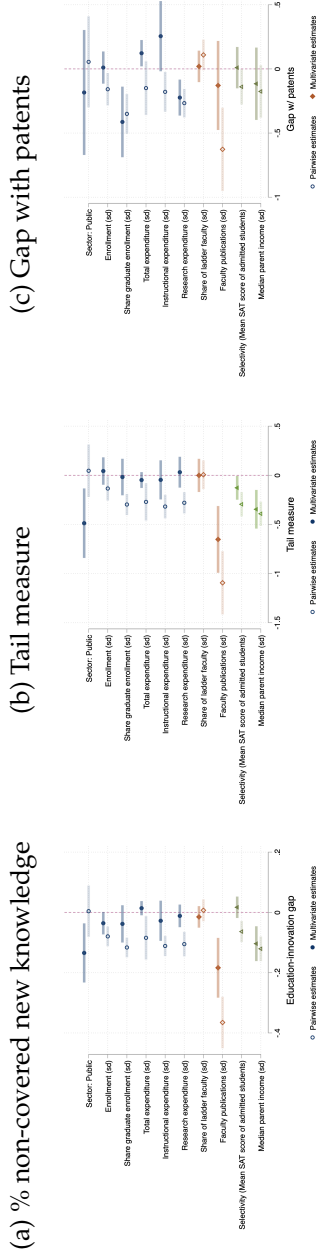 (a) % non-covered new knowledge
Sector: Public
Enrollment (sd)
Share graduate enrollment (sd)
Total expenditure (sd)
Instructional expenditure (sd)
Research expenditure (sd)
Share of ladder faculty (sd)
Faculty publications (sd)
Selectivity (Mean SAT score of admitted students)
Median parent income (sd)
-.4 -.2 0 .2
Education-innovation gap
Pairwise estimates Multivariate estimates
(b) Tail measure
Sector: Public
Enrollment (sd)
Share graduate enrollment (sd)
Total expenditure (sd)
Instructional expenditure (sd)
Research expenditure (sd)
Share of ladder faculty (sd)
Faculty publications (sd)
Selectivity (Mean SAT score of admitted students)
Median parent income (sd)
-1.5 -1 -.5 0 .5
Tail measure
Pairwise estimates Multivariate estimates
(c) Gap with patents
Sector: Public
Enrollment (sd)
Share graduate enrollment (sd)
Total expenditure (sd)
Instructional expenditure (sd)
Research expenditure (sd)
Share of ladder faculty (sd)
Faculty publications (sd)
Selectivity (Mean SAT score of admitted students)
Median parent income (sd)
-1 -.5 0 .5
Gap w/ patents
Pairwise estimates Multivariate estimates